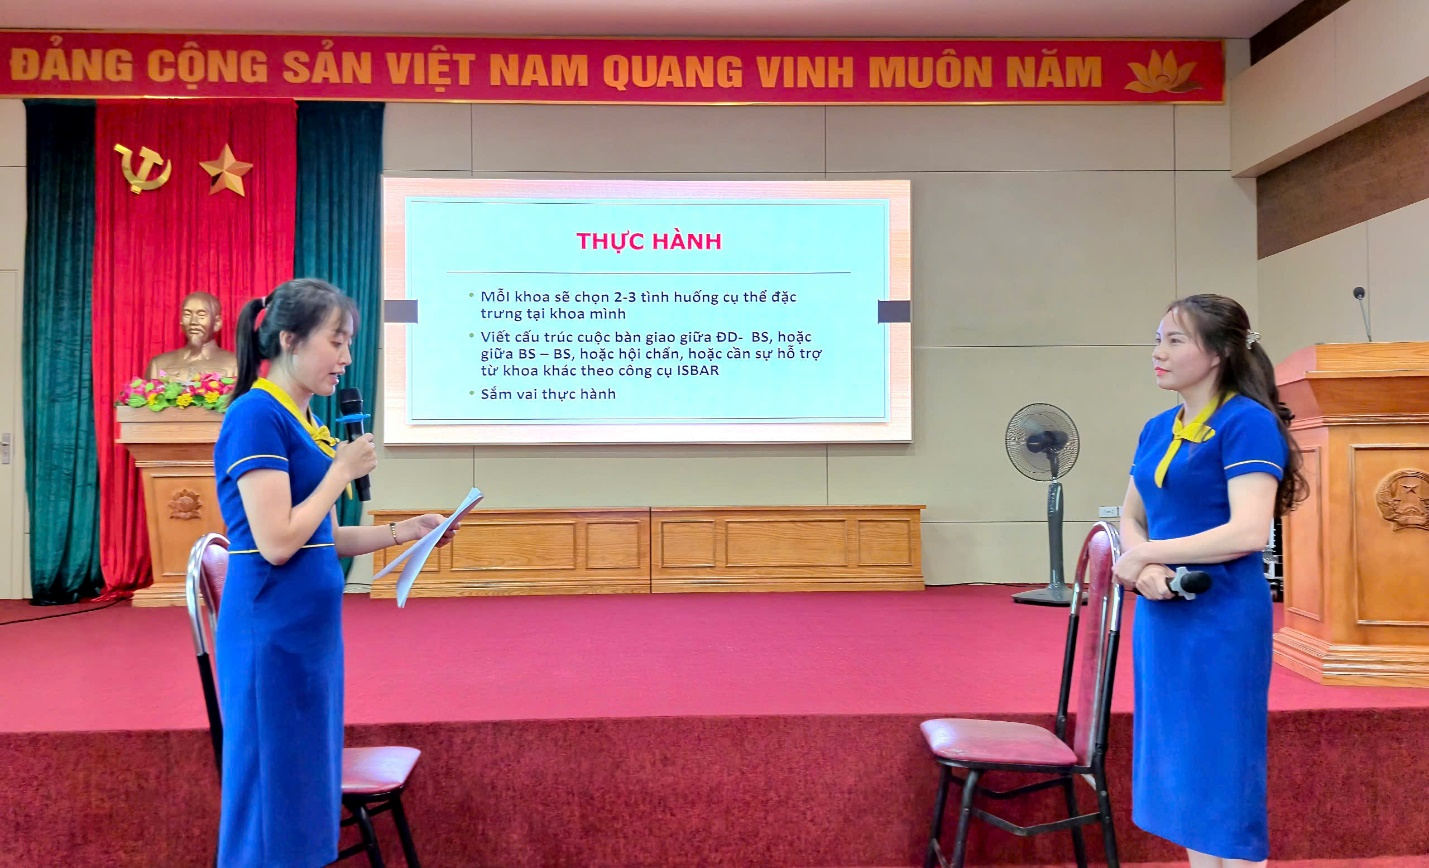 ĐẢNG CỘNG SẢN VIỆT NAM QUANG VINH MUÔN NĂM
THỰC HÀNH
• MỗI khoa sẽ chọn 2-3 tình huống cụ thể đặc
trưng tại khoa mình
• Viết cấu trúc cuộc bàn giao giữa ĐD- BS, hoặc
giữa BS – BS, hoặc hội chẩn, hoặc cần sự hỗ trợ
từ khoa khác theo công cụ ISBAR
• Sắm vai thực hành